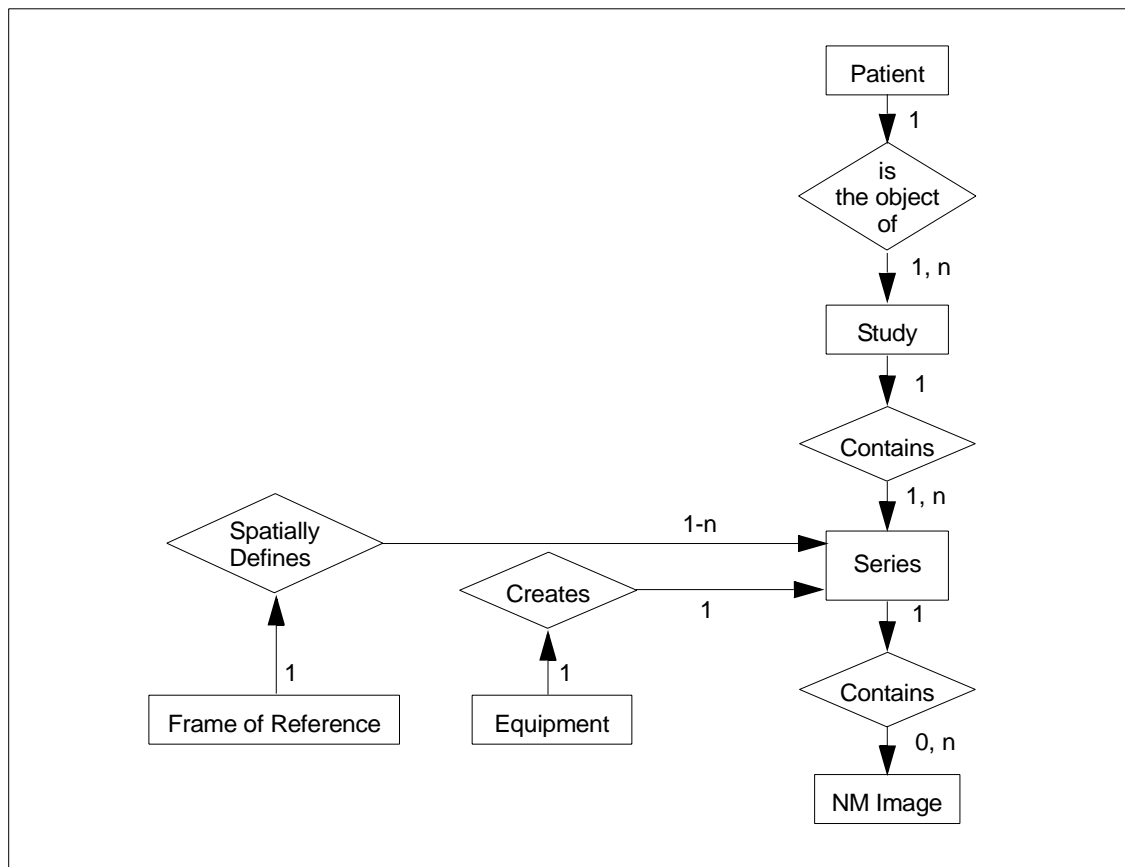 Patient
1
is
the object
of
1, n
Study
1
Contains
1, n
Spatially
Defines
1-n
Series
Creates
1
1
1
1
Contains
Frame of Reference
Equipment
0, n
NM Image